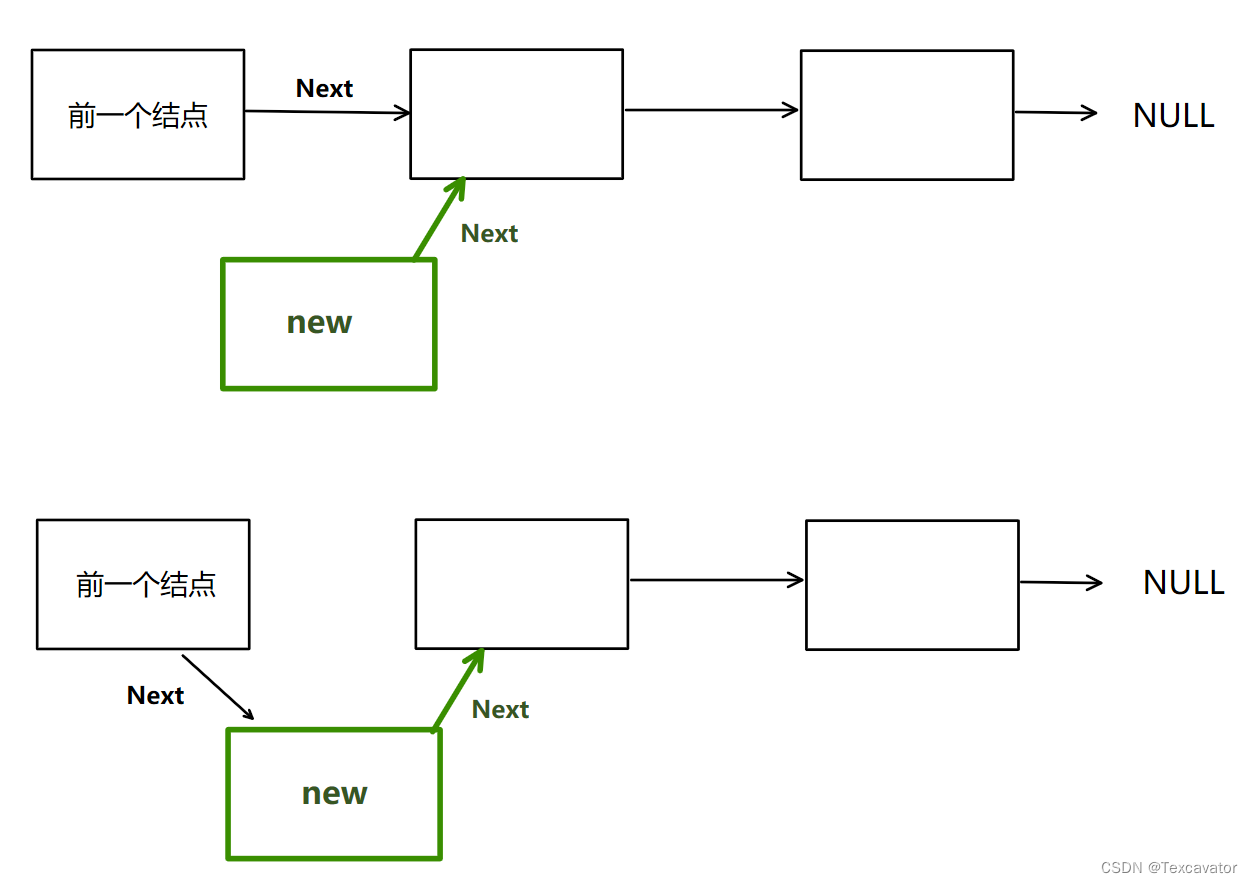 前一个结点
Next
NULL
Next
new
前一个结点
NULL
Next
Next
new
CSDN @Texcavator